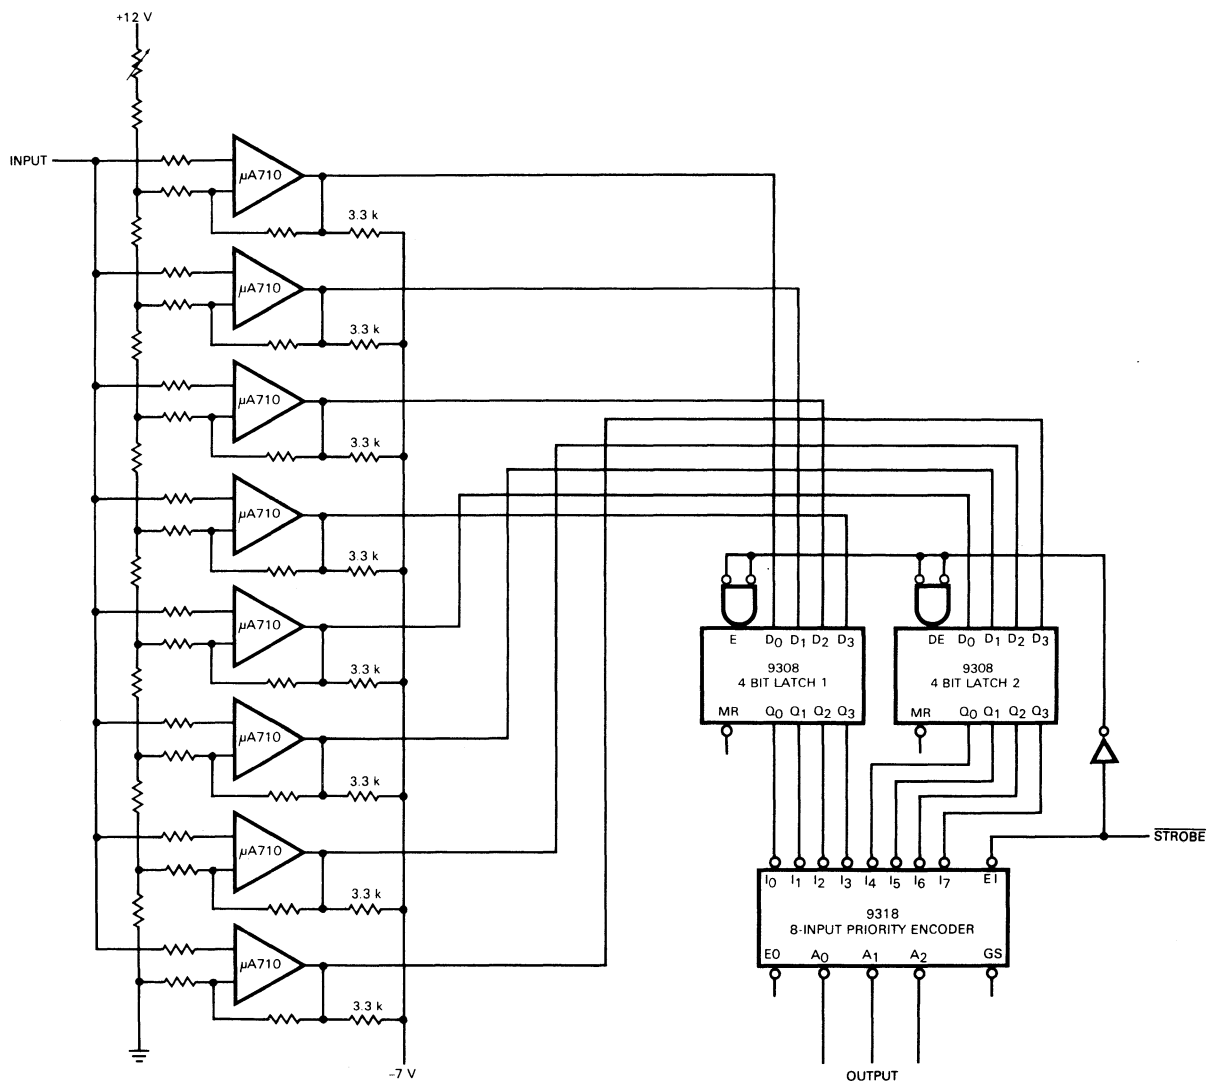 +12 V
INPUT
µA710
3.3 k
µA710
3.3 k
µA710
3.3 k
µA710
3.3 k
µA710
3.3 k
µA710
3.3 k
µA710
3.3 k
µA710
3.3 k
–7 V
E D0 D1 D2 D3
9308
4 BIT LATCH 1
MR Q0 Q1 Q2 Q3
DE D0 D1 D2 D3
9308
4 BIT LATCH 2
MR Q0 Q1 Q2 Q3
STROBE
I0 I1 I2 I3 I4 I5 I6 I7 EI
9318
8-INPUT PRIORITY ENCODER
EO A0 A1 A2 GS
OUTPUT